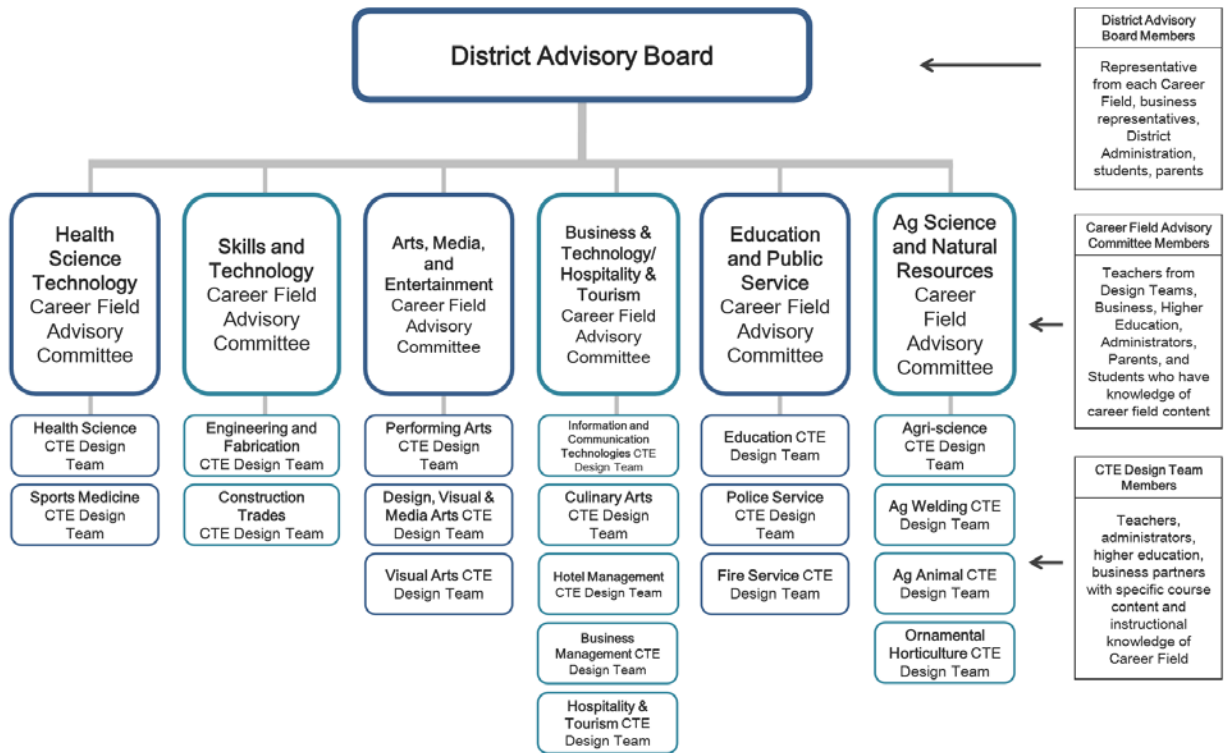 District Advisory Board
District Advisory
Board Members
Representative
from each Career
Field, business
representatives,
District
Administration,
students, parents
Health
Science
Technology
Career Field
Advisory
Committee
Skills and
Technology
Career Field
Advisory
Committee
Arts, Media,
and
Entertainment
Career Field
Advisory
Committee
Business &
Technology/
Hospitality &
Tourism
Career Field
Advisory
Committee
Education
and Public
Service
Career Field
Advisory
Committee
Ag Science
and Natural
Resources
Career
Field
Advisory
Committee
Career Field Advisory
Committee Members
Teachers from
Design Teams,
Business, Higher
Education,
Administrators,
Parents, and
Students who have
knowledge of
career field content
Health Science
CTE Design
Team
Sports Medicine
CTE Design
Team
Engineering and
Fabrication
CTE Design Team
Construction
Trades
CTE Design Team
Performing Arts
CTE Design
Team
Design, Visual &
Media Arts CTE
Design Team
Visual Arts CTE
Design Team
Information and
Communication
Technologies CTE
Design Team
Culinary Arts
CTE Design
Team
Hotel Management
CTE Design Team
Business
Management CTE
Design Team
Hospitality &
Tourism CTE
Design Team
Education CTE
Design Team
Police Service
CTE Design
Team
Fire Service CTE
Design Team
Agri-science
CTE Design
Team
Ag Welding CTE
Design Team
Ag Animal CTE
Design Team
Ornamental
Horticulture CTE
Design Team
CTE Design Team
Members
Teachers,
administrators,
higher education,
business partners
with specific course
content and
instructional
knowledge of
Career Field